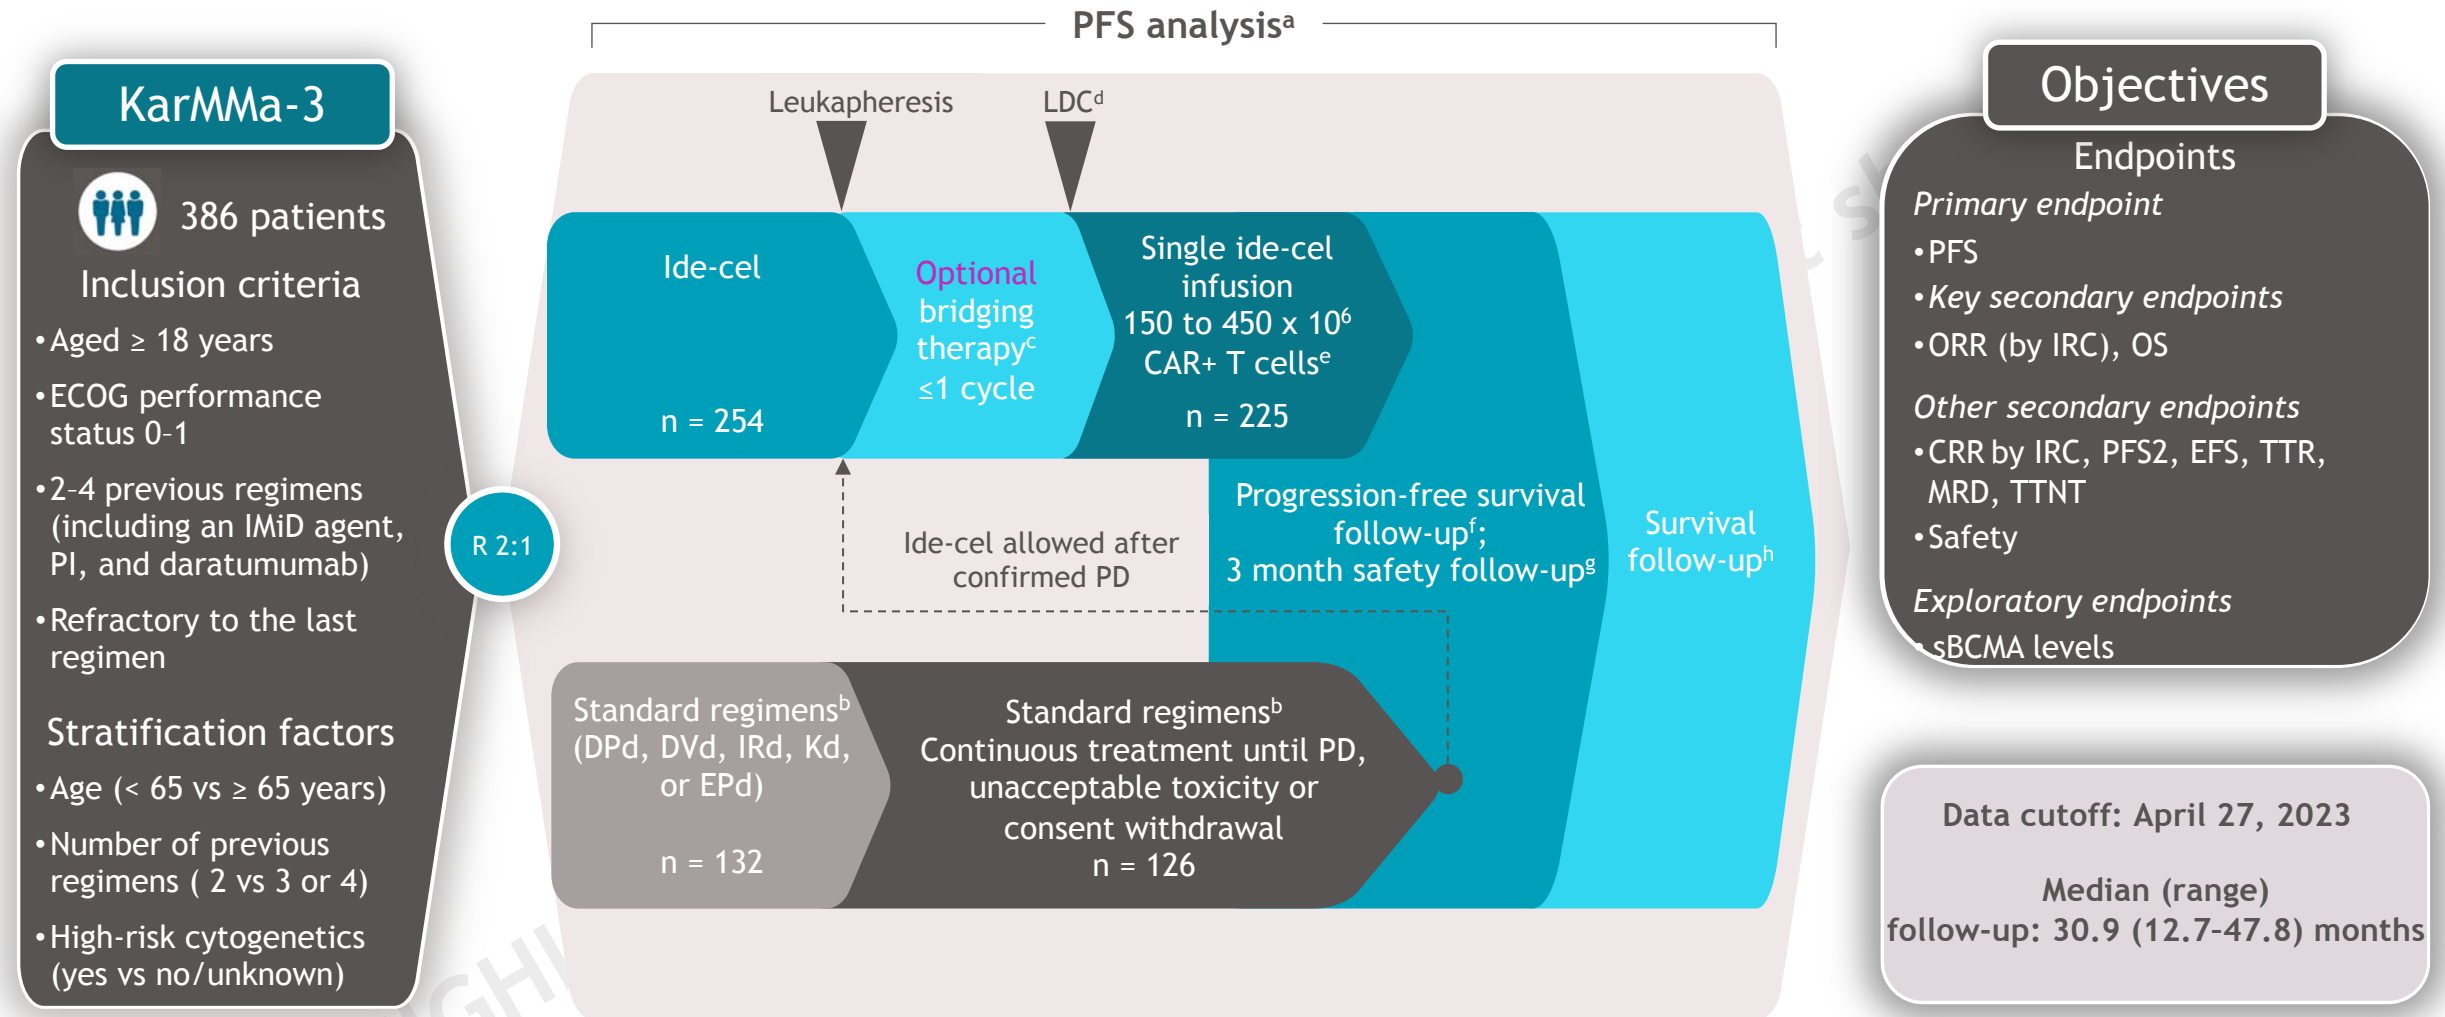 PFS analysisᵃ
KarMMa-3
386 patients
Inclusion criteria
•Aged ≥ 18 years
•ECOG performance
status 0-1
•2-4 previous regimens
(including an IMiD agent,
PI, and daratumumab)
•Refractory to the last
regimen
Stratification factors
•Age (< 65 vs ≥ 65 years)
•Number of previous
regimens ( 2 vs 3 or 4)
•High-risk cytogenetics
(yes vs no/unknown)
R 2:1
Leukapheresis
LDCᵈ
Ide-cel
n = 254
Optional
bridging
therapyᶜ
≤1 cycle
Single ide-cel
infusion
150 to 450 x 10⁶
CAR+ T cellsᵉ
n = 225
Ide-cel allowed after
confirmed PD
Progression-free survival
follow-upᶠ;
3 month safety follow-upᵍ
Survival
follow-upʰ
Standard regimensᵇ
(DPd, DVd, IRd, Kd,
or EPd)
n = 132
Standard regimensᵇ
Continuous treatment until PD,
unacceptable toxicity or
consent withdrawal
n = 126
Objectives
Endpoints
Primary endpoint
•PFS
•Key secondary endpoints
•ORR (by IRC), OS
Other secondary endpoints
•CRR by IRC, PFS2, EFS, TTR,
MRD, TTNT
•Safety
Exploratory endpoints
•sBCMA levels
Data cutoff: April 27, 2023
Median (range)
follow-up: 30.9 (12.7-47.8) months